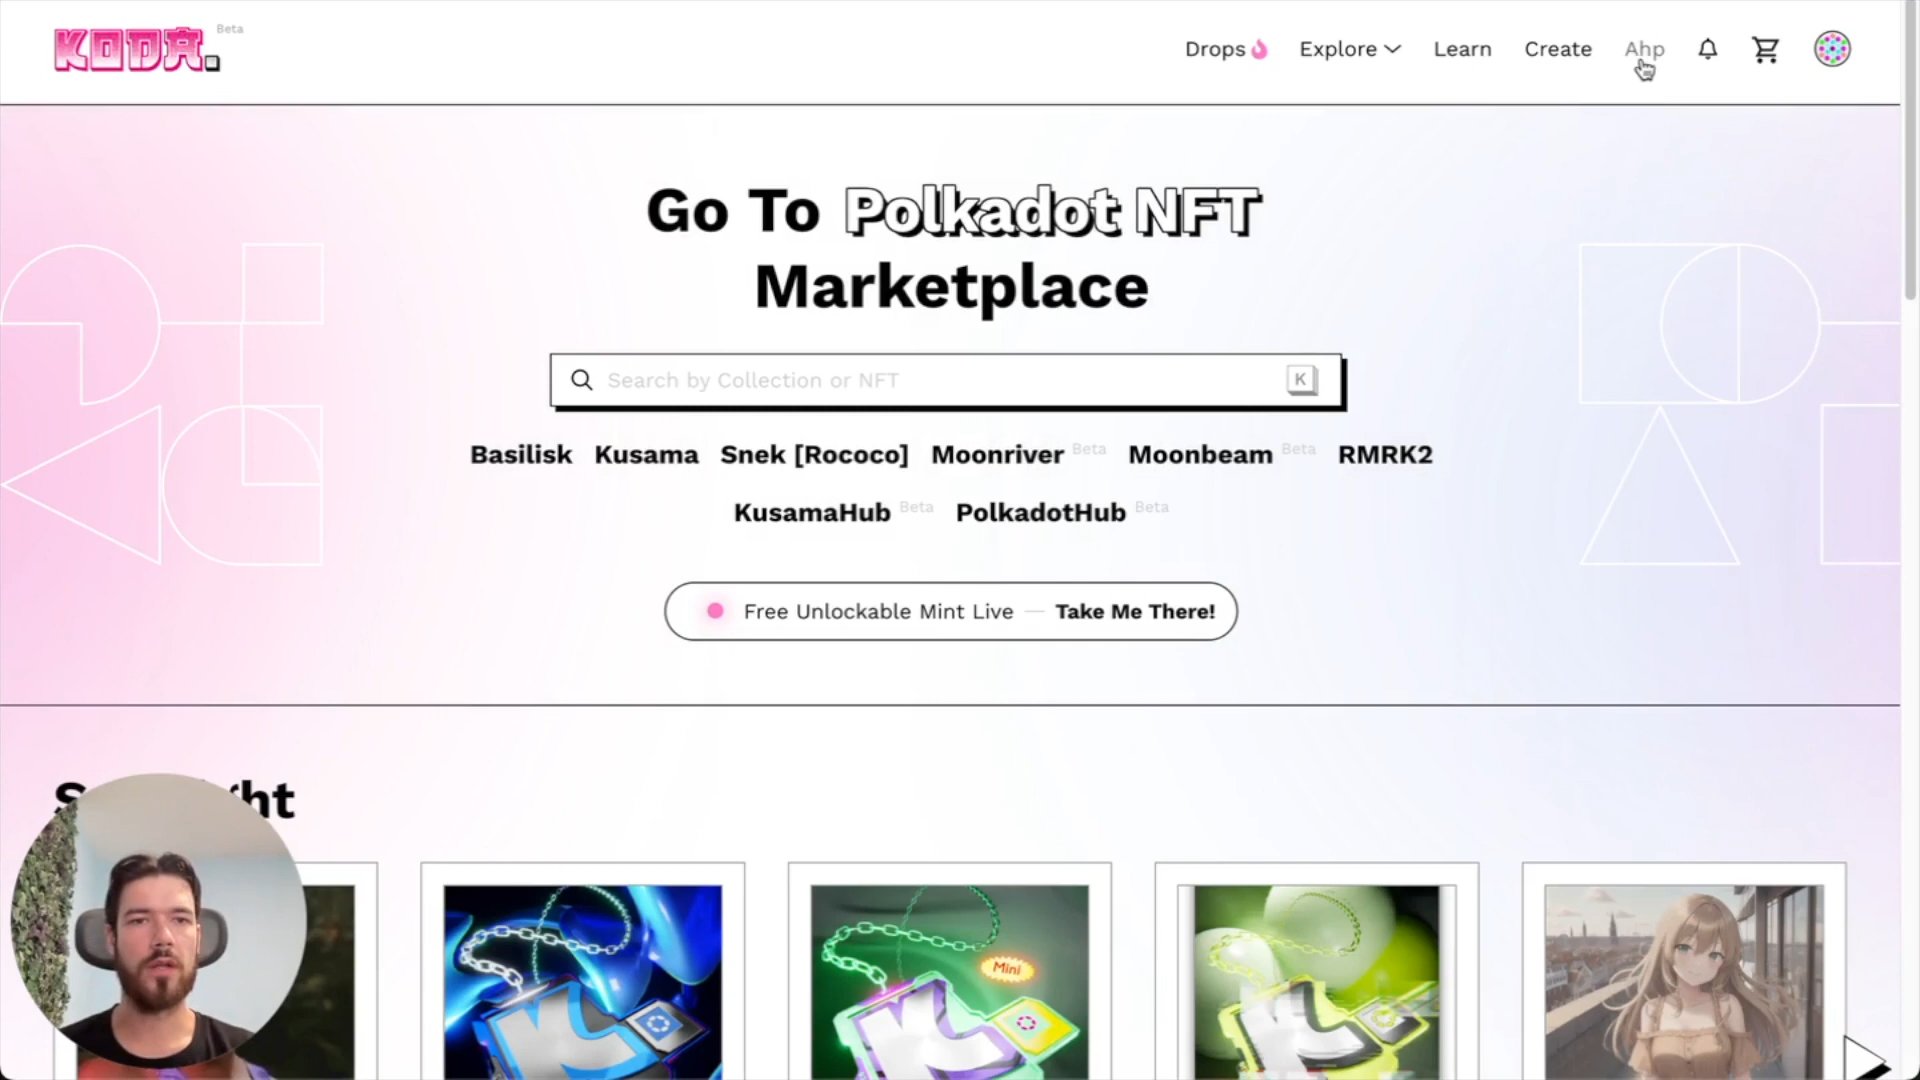 KODA. Beta
Drops Explore Learn Create Ahp
Go To Polkadot NFT
Marketplace
Search by Collection or NFT K
Basilisk Kusama Snek [Rococo] Moonriver Beta Moonbeam Beta RMRK2
KusamaHub Beta PolkadotHub Beta
Free Unlockable Mint Live — Take Me There!
Mini